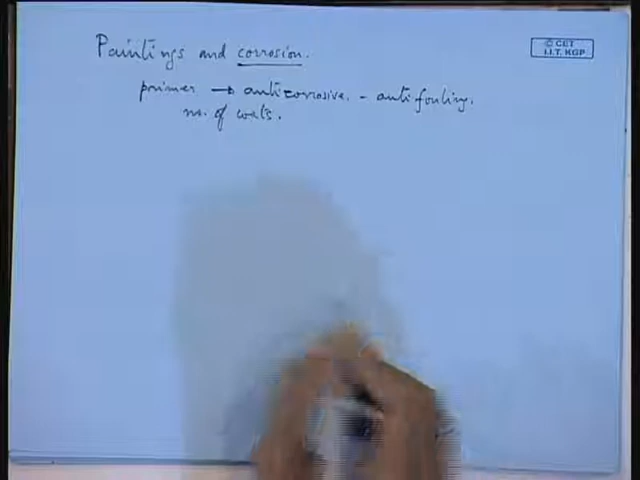 Paintings and corrosion.
© CET
I.I.T. KGP
primer → anticorrosive. - antifouling.
no. of coats.